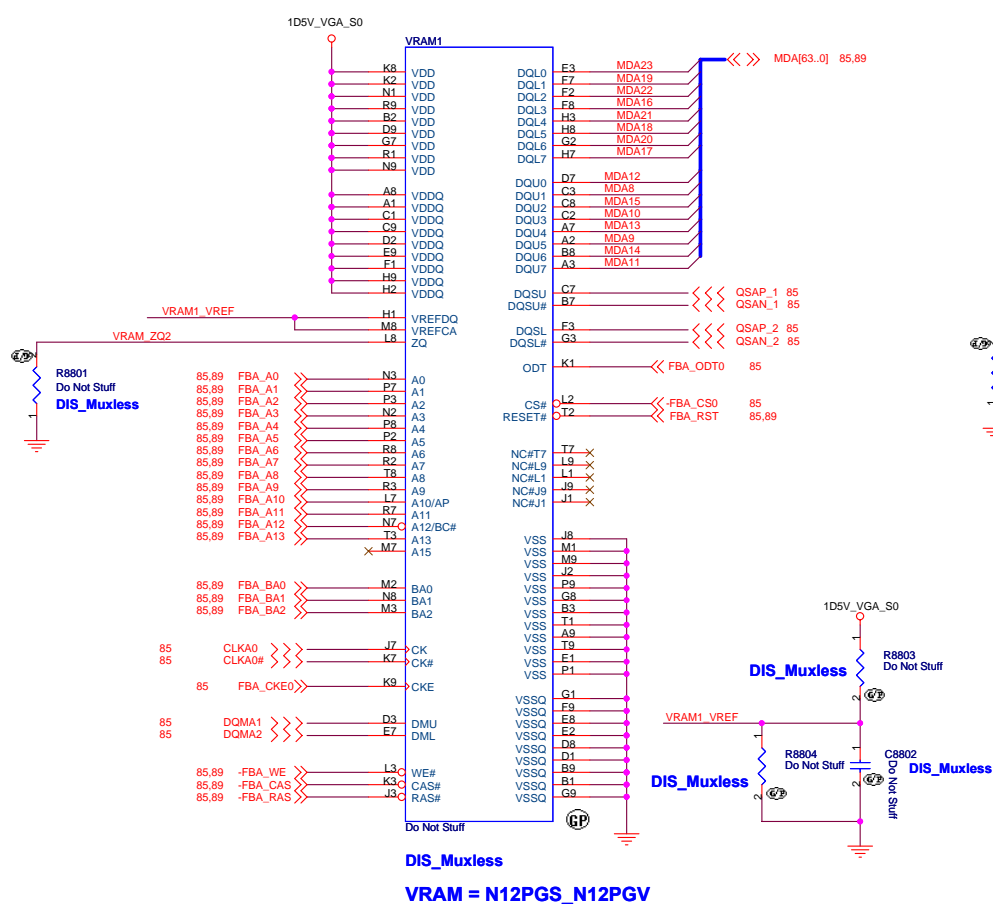 1D5V_VGA_S0
VRAM1
K8 VDD
K2 VDD
N1 VDD
R9 VDD
B2 VDD
D9 VDD
G7 VDD
R1 VDD
N9 VDD
A8 VDDQ
A1 VDDQ
C1 VDDQ
C9 VDDQ
D2 VDDQ
E9 VDDQ
F1 VDDQ
H9 VDDQ
H2 VDDQ
VRAM1_VREF H1 VREFDQ
M8 VREFCA
VRAM_ZQ2 L8 ZQ
2
R8801
Do Not Stuff
DIS_Muxless
1
85,89 FBA_A0 N3 A0
85,89 FBA_A1 P7 A1
85,89 FBA_A2 P3 A2
85,89 FBA_A3 N2 A3
85,89 FBA_A4 P8 A4
85,89 FBA_A5 P2 A5
85,89 FBA_A6 R8 A6
85,89 FBA_A7 R2 A7
85,89 FBA_A8 T8 A8
85,89 FBA_A9 R3 A9
85,89 FBA_A10 L7 A10/AP
85,89 FBA_A11 R7 A11
85,89 FBA_A12 N7 A12/BC#
85,89 FBA_A13 T3 A13
M7 A15
85,89 FBA_BA0 M2 BA0
85,89 FBA_BA1 N8 BA1
85,89 FBA_BA2 M3 BA2
85 CLKA0 J7 CK
85 CLKA0# K7 CK#
85 FBA_CKE0 K9 CKE
85 DQMA1 D3 DMU
85 DQMA2 E7 DML
85,89 -FBA_WE L3 WE#
85,89 -FBA_CAS K3 CAS#
85,89 -FBA_RAS J3 RAS#
DQL0 E3 MDA23
DQL1 F7 MDA19
DQL2 F2 MDA22
DQL3 F8 MDA16
DQL4 H3 MDA21
DQL5 H8 MDA18
DQL6 G2 MDA20
DQL7 H7 MDA17
MDA[63..0] 85,89
DQU0 D7 MDA12
DQU1 C3 MDA8
DQU2 C8 MDA15
DQU3 C2 MDA10
DQU4 A7 MDA13
DQU5 A2 MDA9
DQU6 B8 MDA14
DQU7 A3 MDA11
DQSU C7 QSAP_1 85
DQSU# B7 QSAN_1 85
DQSL F3 QSAP_2 85
DQSL# G3 QSAN_2 85
ODT K1 FBA_ODT0 85
CS# L2 -FBA_CS0 85
RESET# T2 FBA_RST 85,89
NC#T7 T7
NC#L9 L9
NC#L1 L1
NC#J9 J9
NC#J1 J1
VSS J8
VSS M1
VSS M9
VSS J2
VSS P9
VSS G8
VSS B3
VSS T1
VSS A9
VSS T9
VSS E1
VSS P1
VSSQ G1
VSSQ F9
VSSQ E8
VSSQ E2
VSSQ D8
VSSQ D1
VSSQ B9
VSSQ B1
VSSQ G9
Do Not Stuff
GP
DIS_Muxless
VRAM = N12PGS_N12PGV
1
1D5V_VGA_S0
1
R8803
Do Not Stuff
DIS_Muxless
2 G/P
VRAM1_VREF
1
R8804
Do Not Stuff
DIS_Muxless
2 G/P
1
C8802
Do Not Stuff
DIS_Muxless
2 G/P